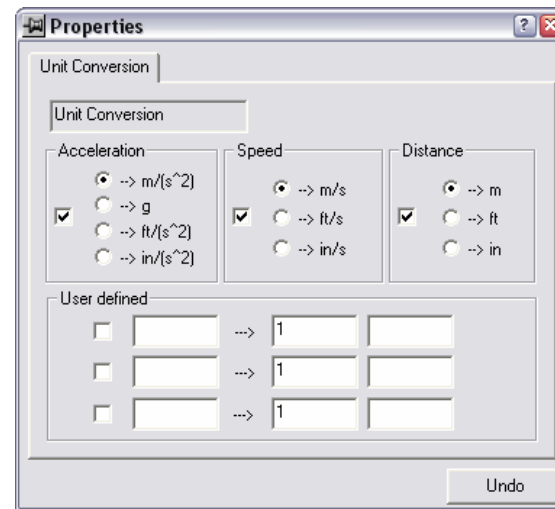 Properties
Unit Conversion
Unit Conversion
Acceleration
--> m/(s^2)
--> g
--> ft/(s^2)
--> in/(s^2)
Speed
--> m/s
--> ft/s
--> in/s
Distance
--> m
--> ft
--> in
User defined
---> 1
---> 1
---> 1
Undo